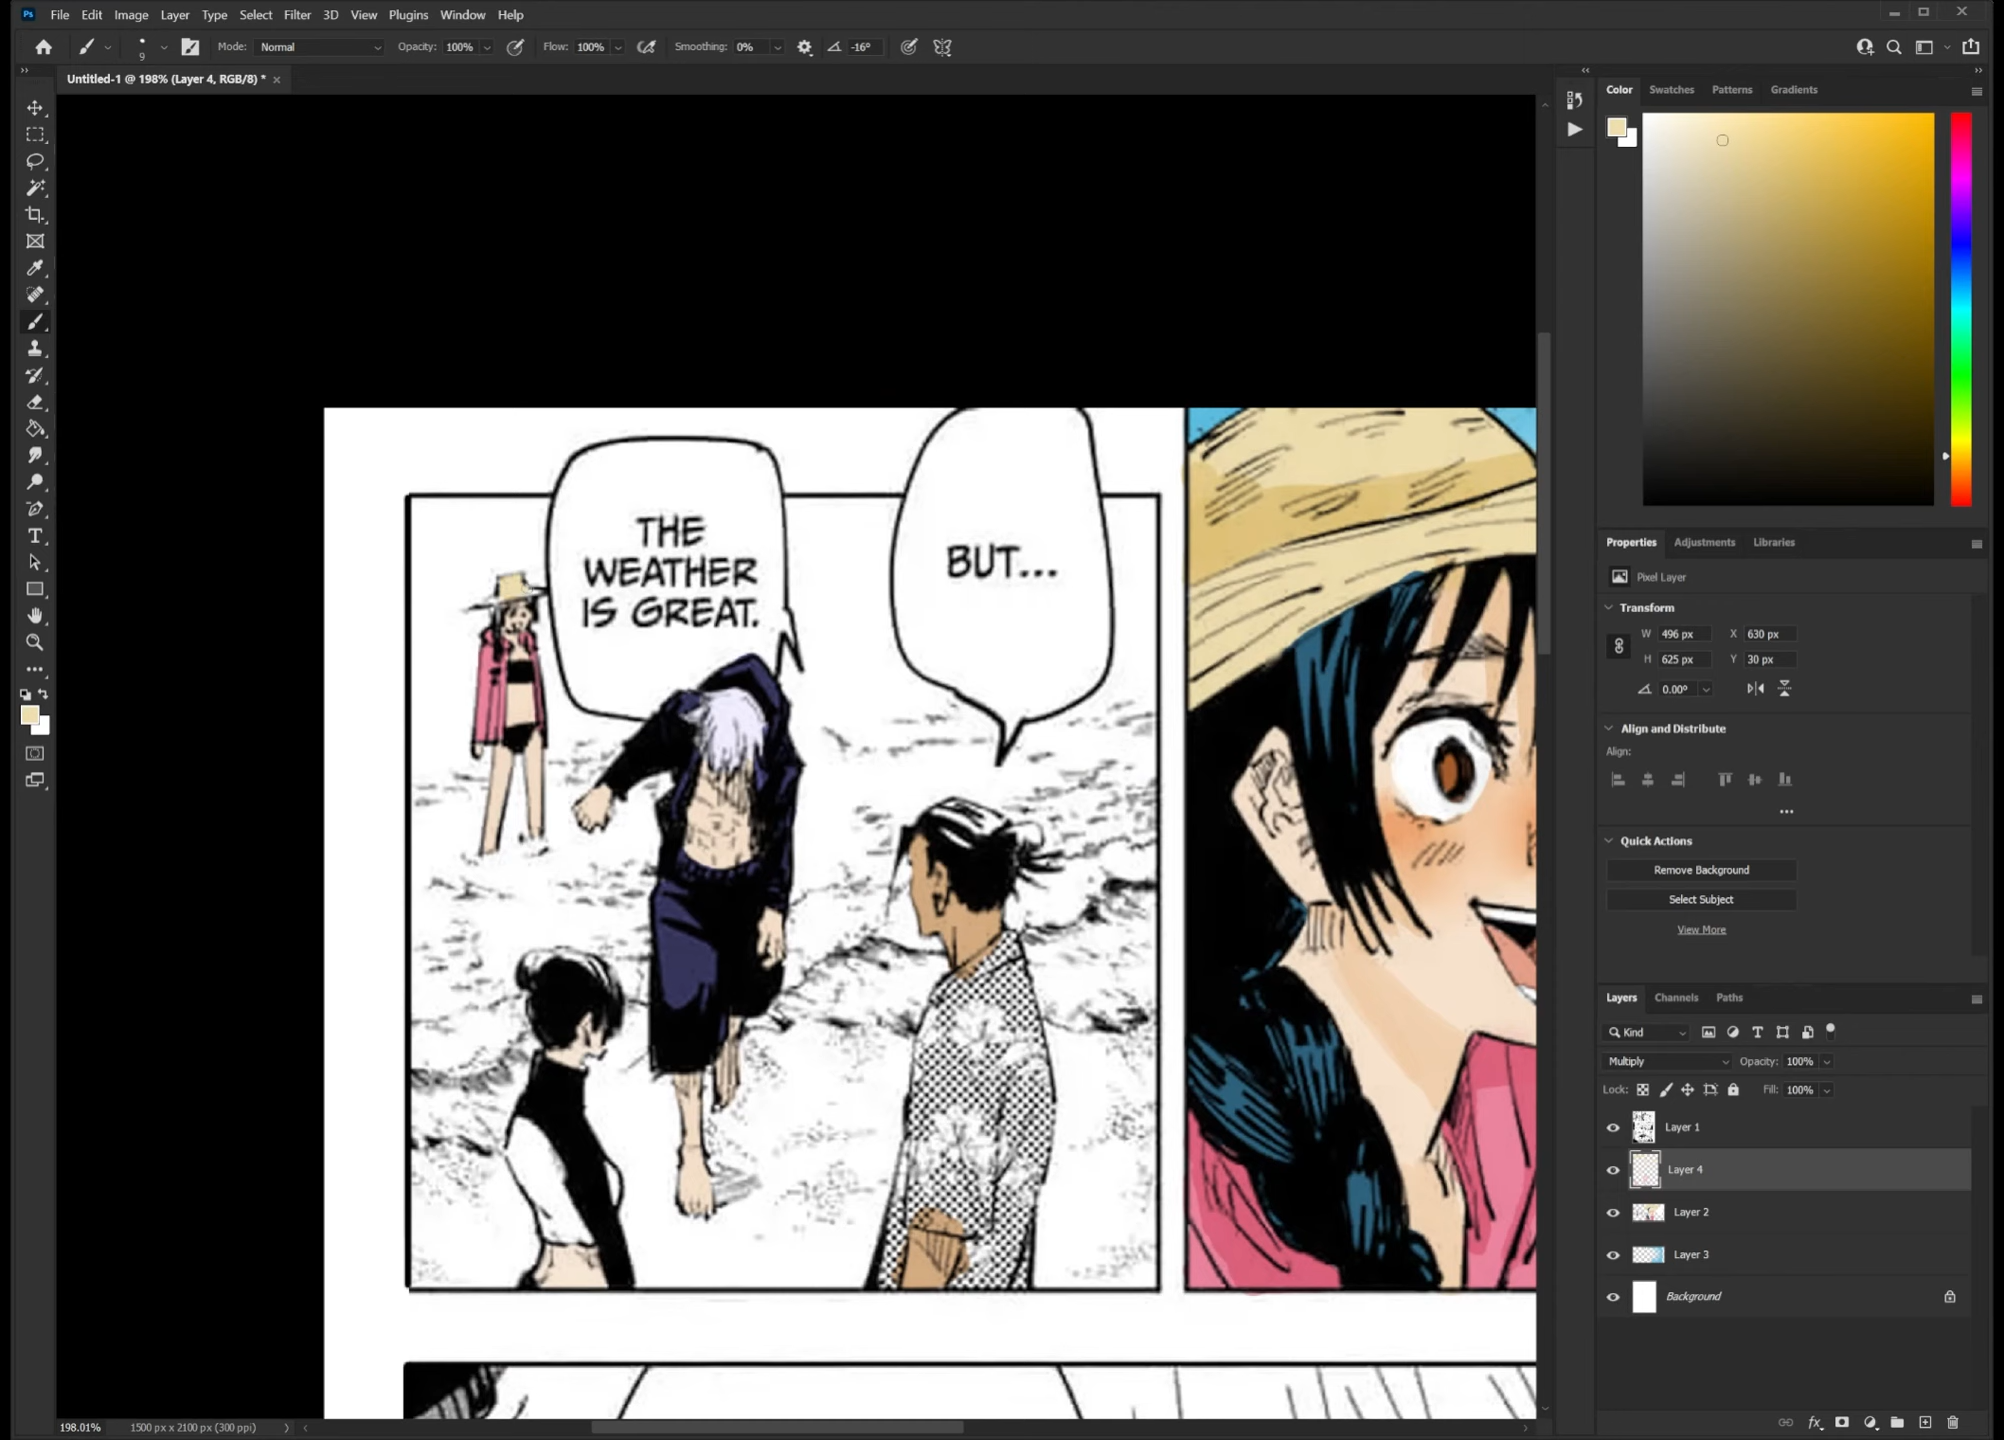 Ps File Edit Image Layer Type Select Filter 3D View Plugins Window Help
9 Mode: Normal Opacity: 100% Flow: 100% Smoothing: 0% -16°
Untitled-1 @ 198% (Layer 4, RGB/8) *
Color Swatches Patterns Gradients
THE
WEATHER
IS GREAT.
BUT...
Properties Adjustments Libraries
Pixel Layer
Transform
W 496 px X 630 px
H 625 px Y 30 px
0.00°
Align and Distribute
Align:
Quick Actions
Remove Background
Select Subject
View More
Layers Channels Paths
Kind
Multiply Opacity: 100%
Lock: Fill: 100%
Layer 1
Layer 4
Layer 2
Layer 3
Background
fx
198.01% 1500 px x 2100 px (300 ppi)